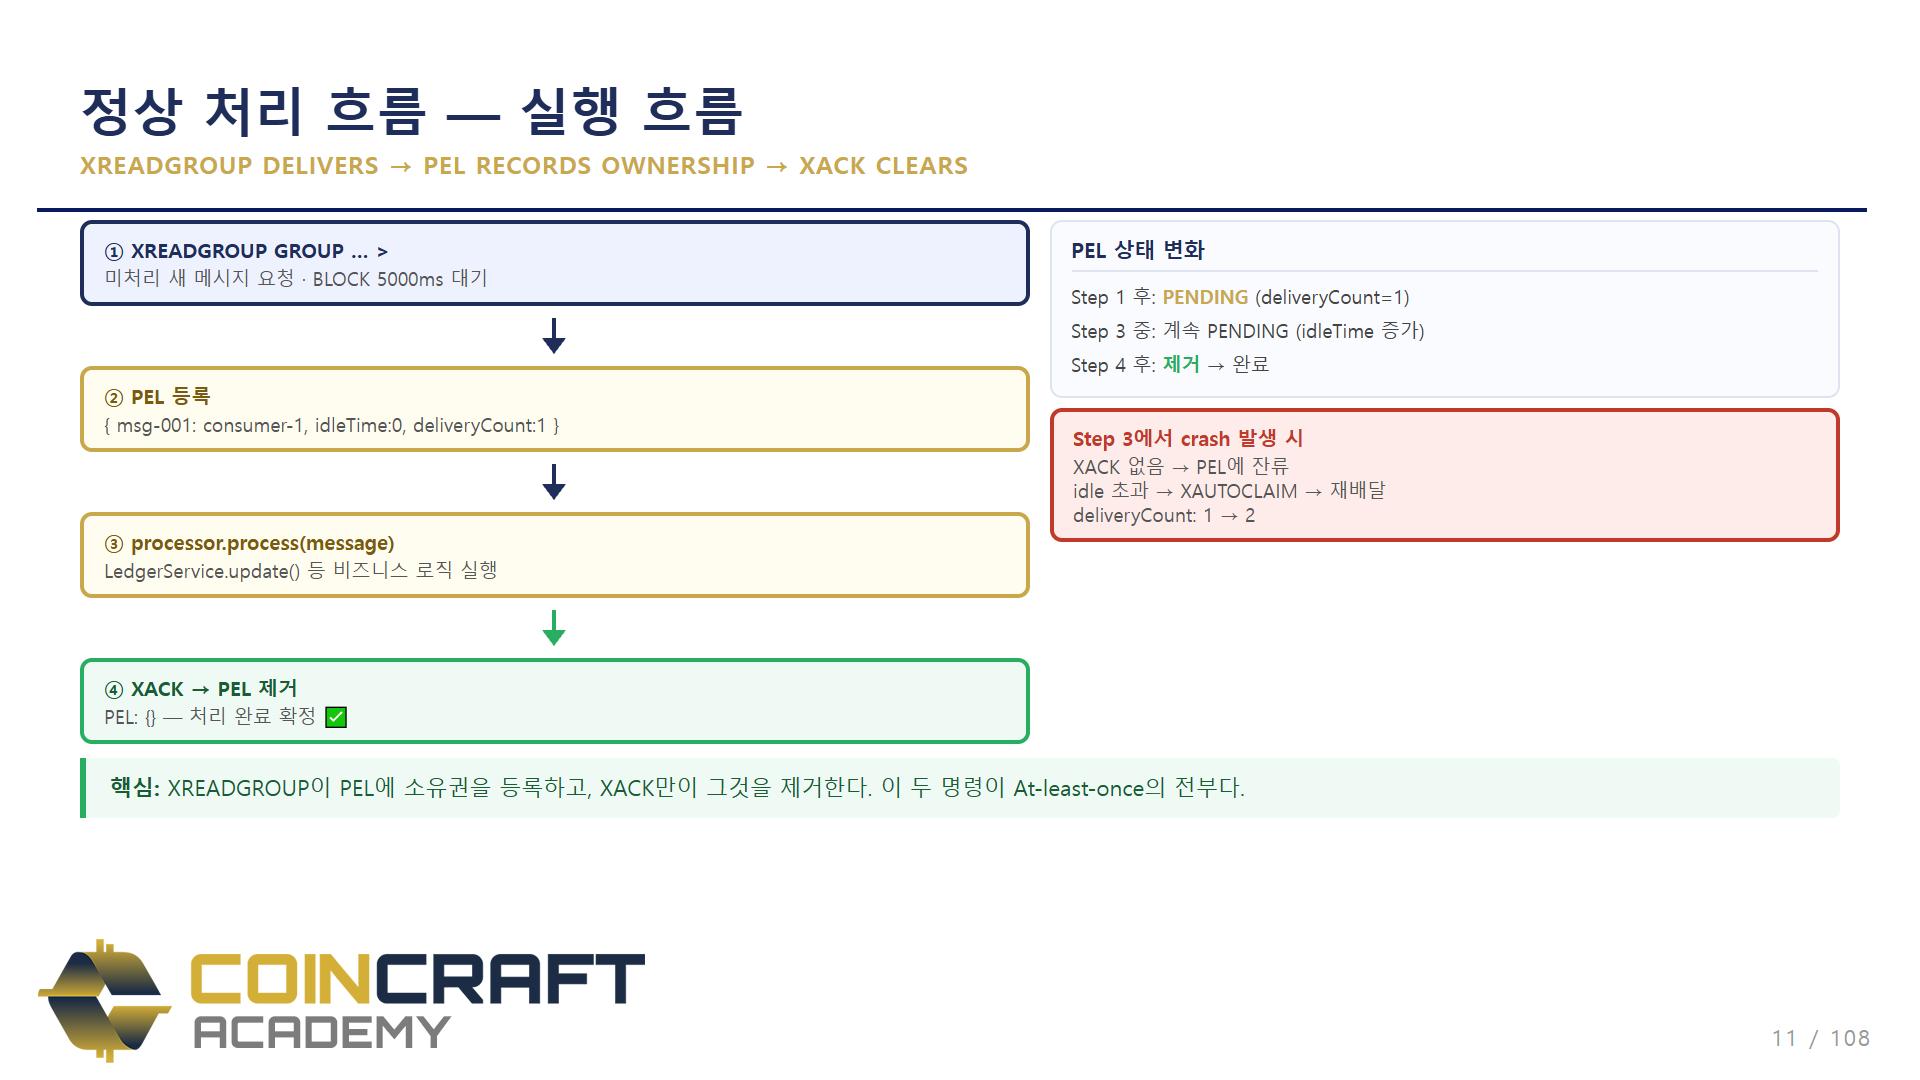 정상 처리 흐름 — 실행 흐름
XREADGROUP DELIVERS → PEL RECORDS OWNERSHIP → XACK CLEARS
① XREADGROUP GROUP ... >
미처리 새 메시지 요청 · BLOCK 5000ms 대기
② PEL 등록
{ msg-001: consumer-1, idleTime:0, deliveryCount:1 }
③ processor.process(message)
LedgerService.update() 등 비즈니스 로직 실행
④ XACK → PEL 제거
PEL: {} — 처리 완료 확정 ✅
PEL 상태 변화
Step 1 후: PENDING (deliveryCount=1)
Step 3 중: 계속 PENDING (idleTime 증가)
Step 4 후: 제거 → 완료
Step 3에서 crash 발생 시
XACK 없음 → PEL에 잔류
idle 초과 → XAUTOCLAIM → 재배달
deliveryCount: 1 → 2
핵심: XREADGROUP이 PEL에 소유권을 등록하고, XACK만이 그것을 제거한다. 이 두 명령이 At-least-once의 전부다.
COINCRAFT
ACADEMY
11 / 108